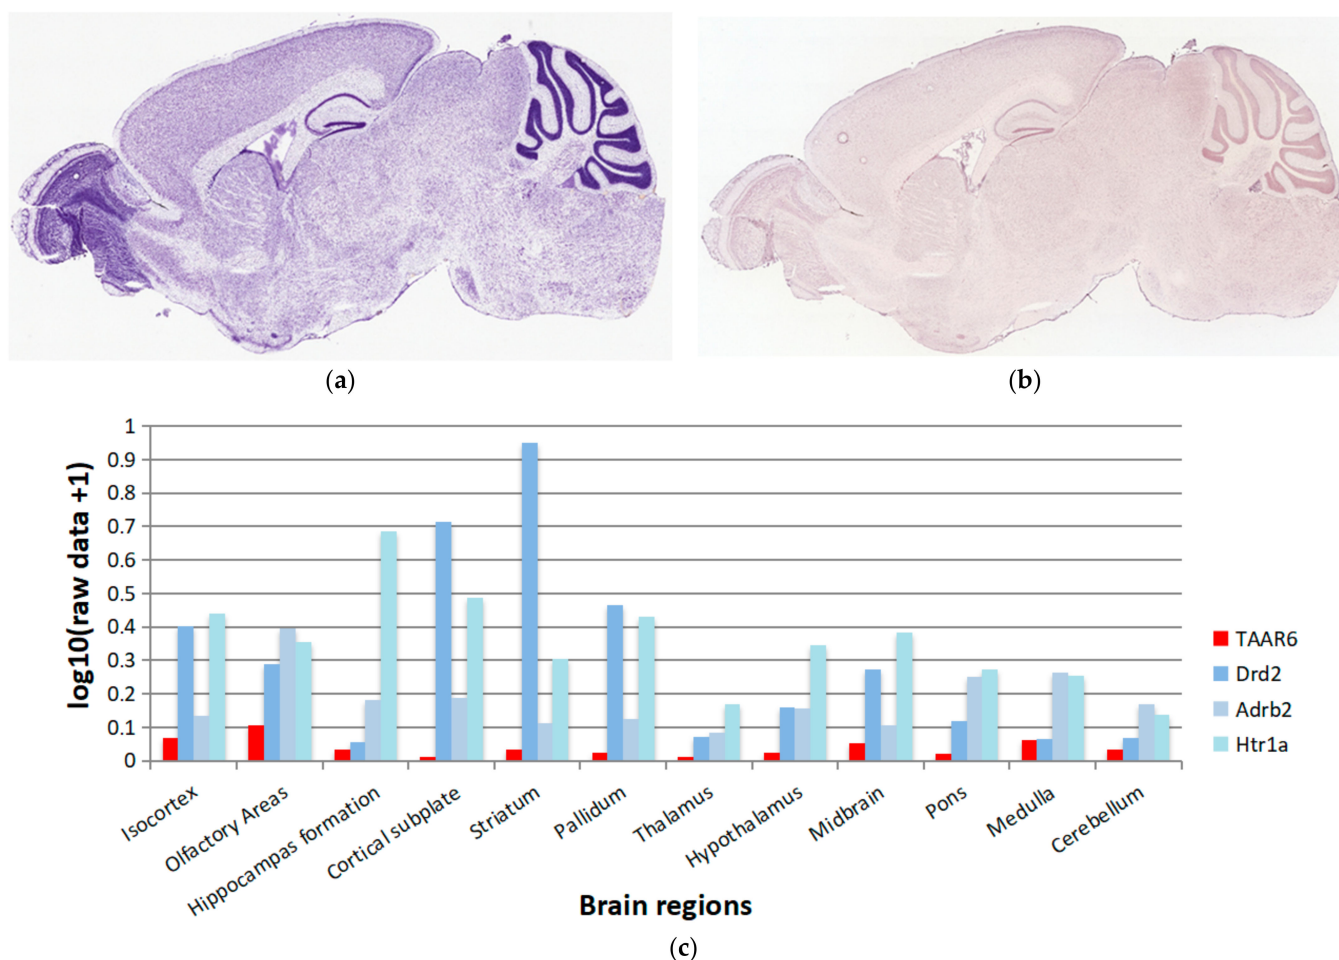 (a)
(b)
log10(raw data +1)
1
0.9
0.8
0.7
0.6
0.5
0.4
0.3
0.2
0.1
0
TAAR6
Drd2
Adrb2
Htr1a
Isocortex
Olfactory Areas
Hippocampas formation
Cortical subplate
Striatum
Pallidum
Thalamus
Hypothalamus
Midbrain
Pons
Medulla
Cerebellum
Brain regions
(c)